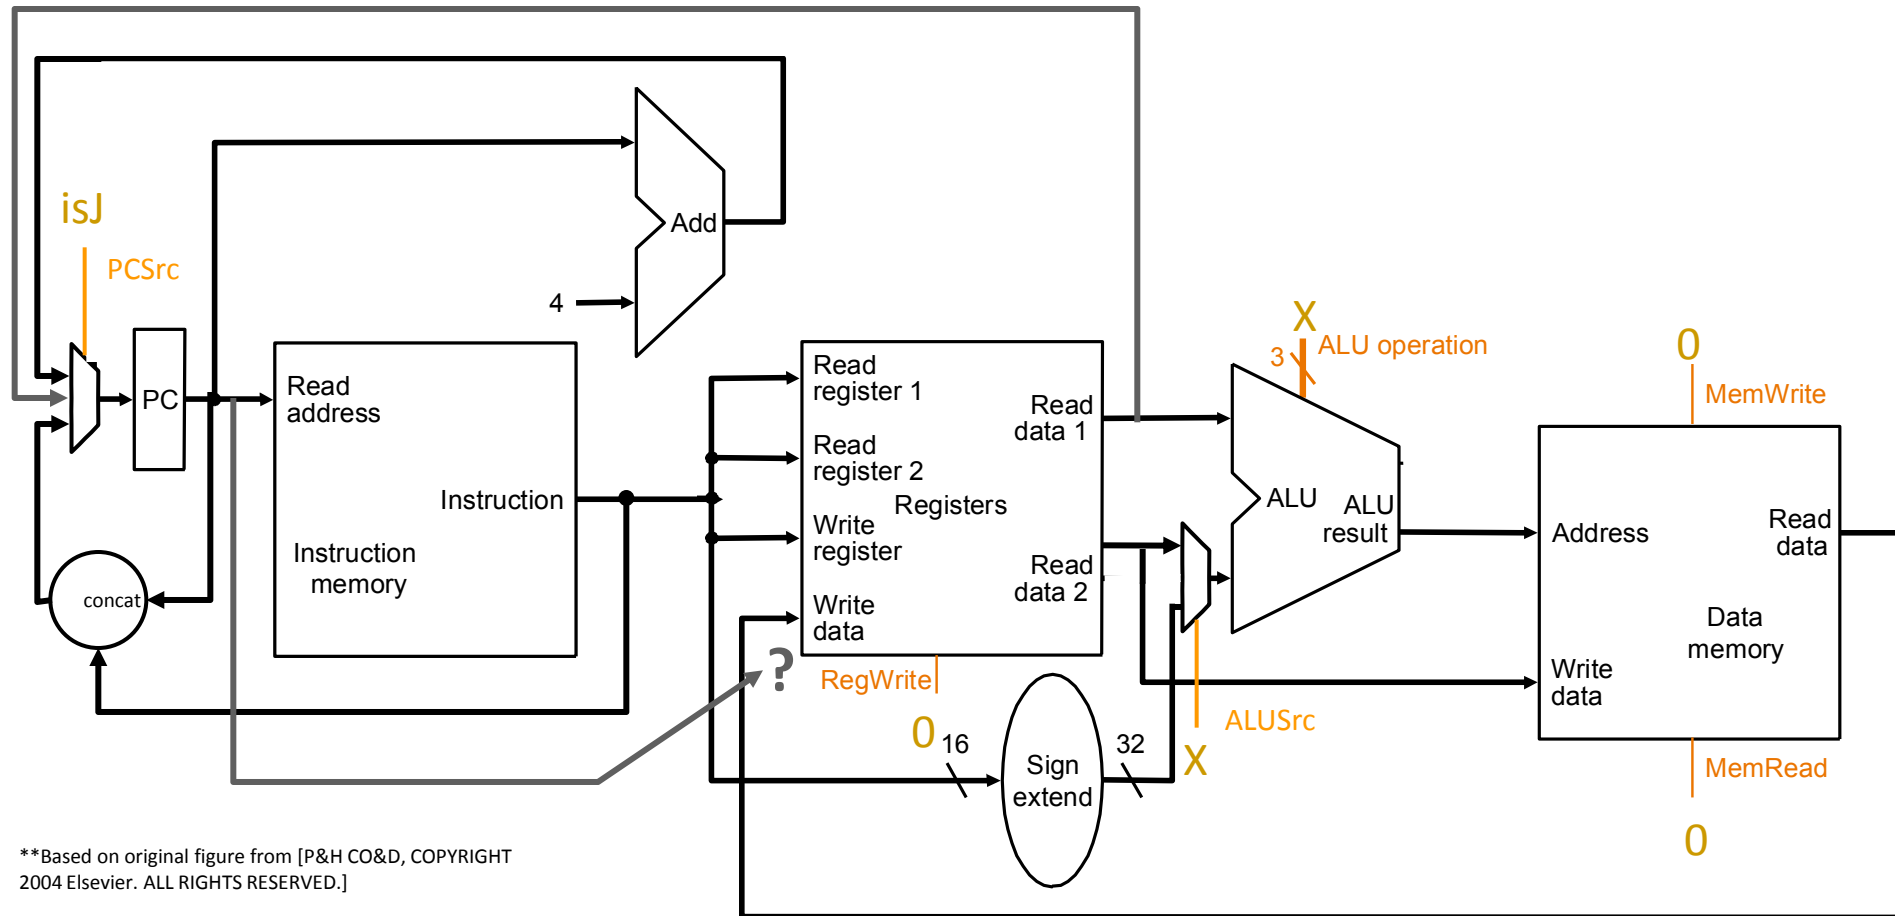 isJ
PCSrc
Add
4
PC
Read
address
Instruction
Instruction
memory
concat
Read
register 1
Read
register 2
Registers
Write
register
Write
data
Read
data 1
Read
data 2
?
RegWrite
0
16
Sign
extend
32
X
3
ALU operation
ALU
ALU
result
ALUSrc
X
0
MemWrite
Address
Read
data
Data
memory
Write
data
MemRead
0
**Based on original figure from [P&H CO&D, COPYRIGHT
2004 Elsevier. ALL RIGHTS RESERVED.]